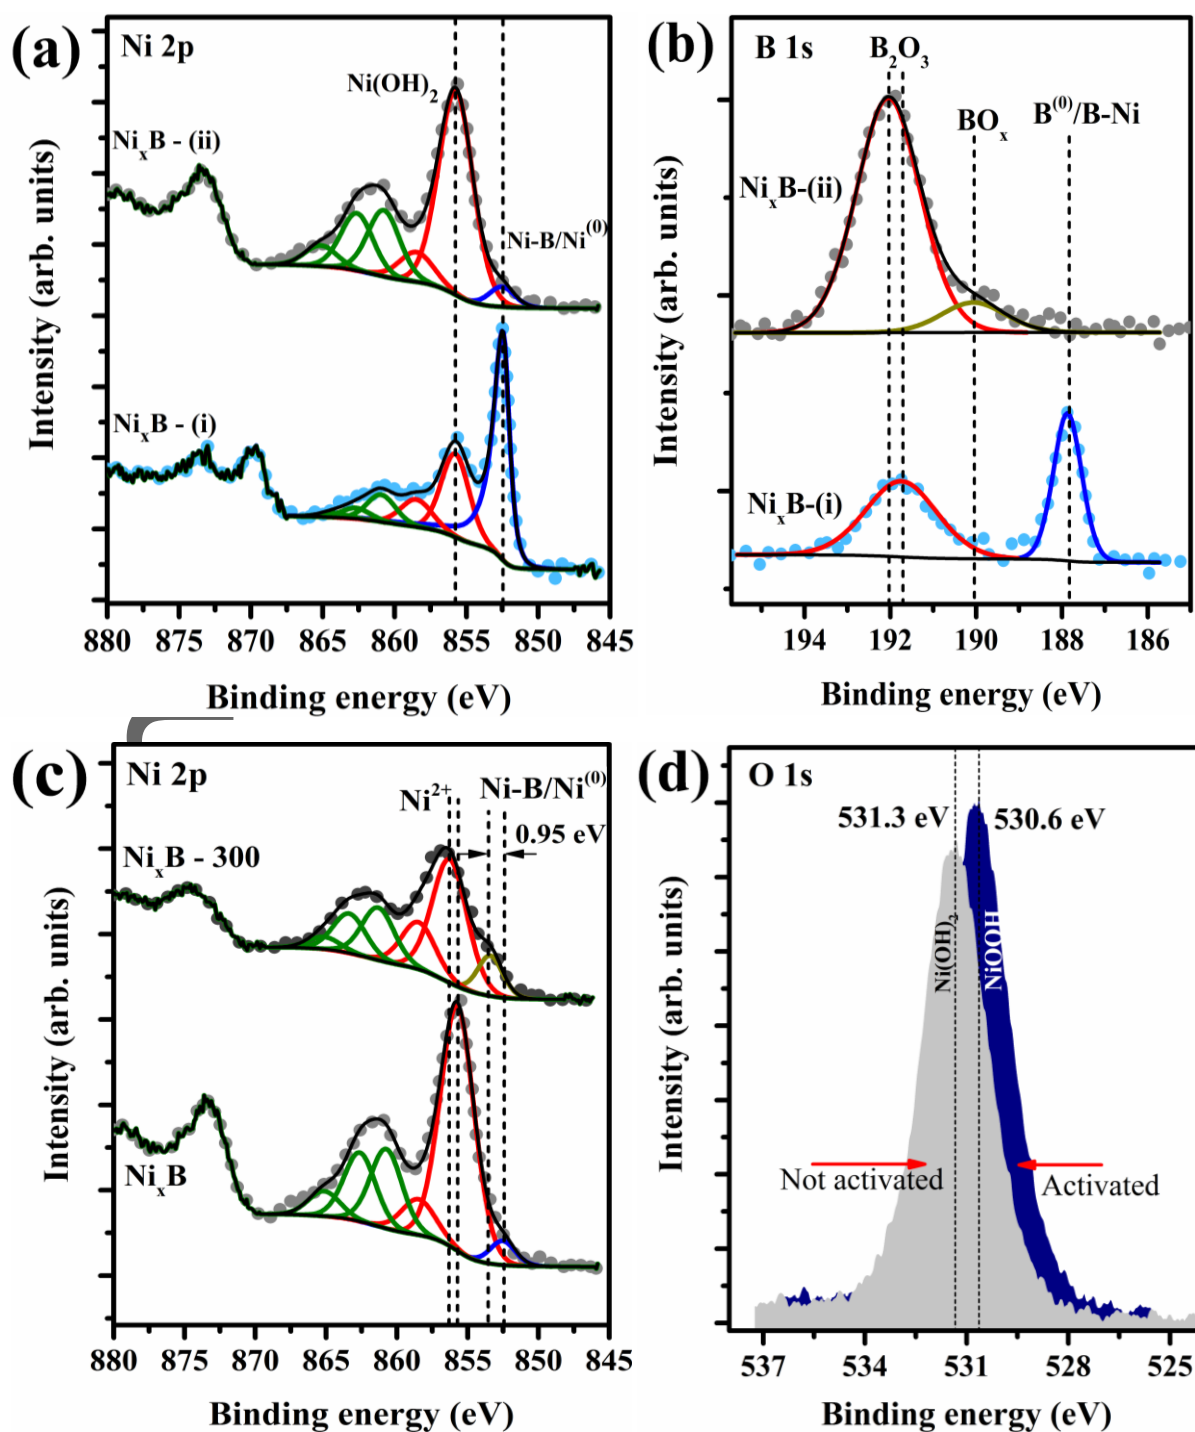 (a)
Ni 2p
Ni(OH)₂
NiₓB - (ii)
Ni-B/Ni⁽⁰⁾
NiₓB - (i)
Intensity (arb. units)
880 875 870 865 860 855 850 845
Binding energy (eV)
(b)
B 1s
B₂O₃
BOₓ
B⁽⁰⁾/B-Ni
NiₓB-(ii)
NiₓB-(i)
Intensity (arb. units)
194 192 190 188 186
Binding energy (eV)
(c)
Ni 2p
Ni²⁺
Ni-B/Ni⁽⁰⁾
0.95 eV
NiₓB - 300
NiₓB
Intensity (arb. units)
880 875 870 865 860 855 850 845
Binding energy (eV)
(d)
O 1s
531.3 eV
530.6 eV
Ni(OH)₂
NiOOH
Not activated
Activated
Intensity (arb. units)
537 534 531 528 525
Binding energy (eV)